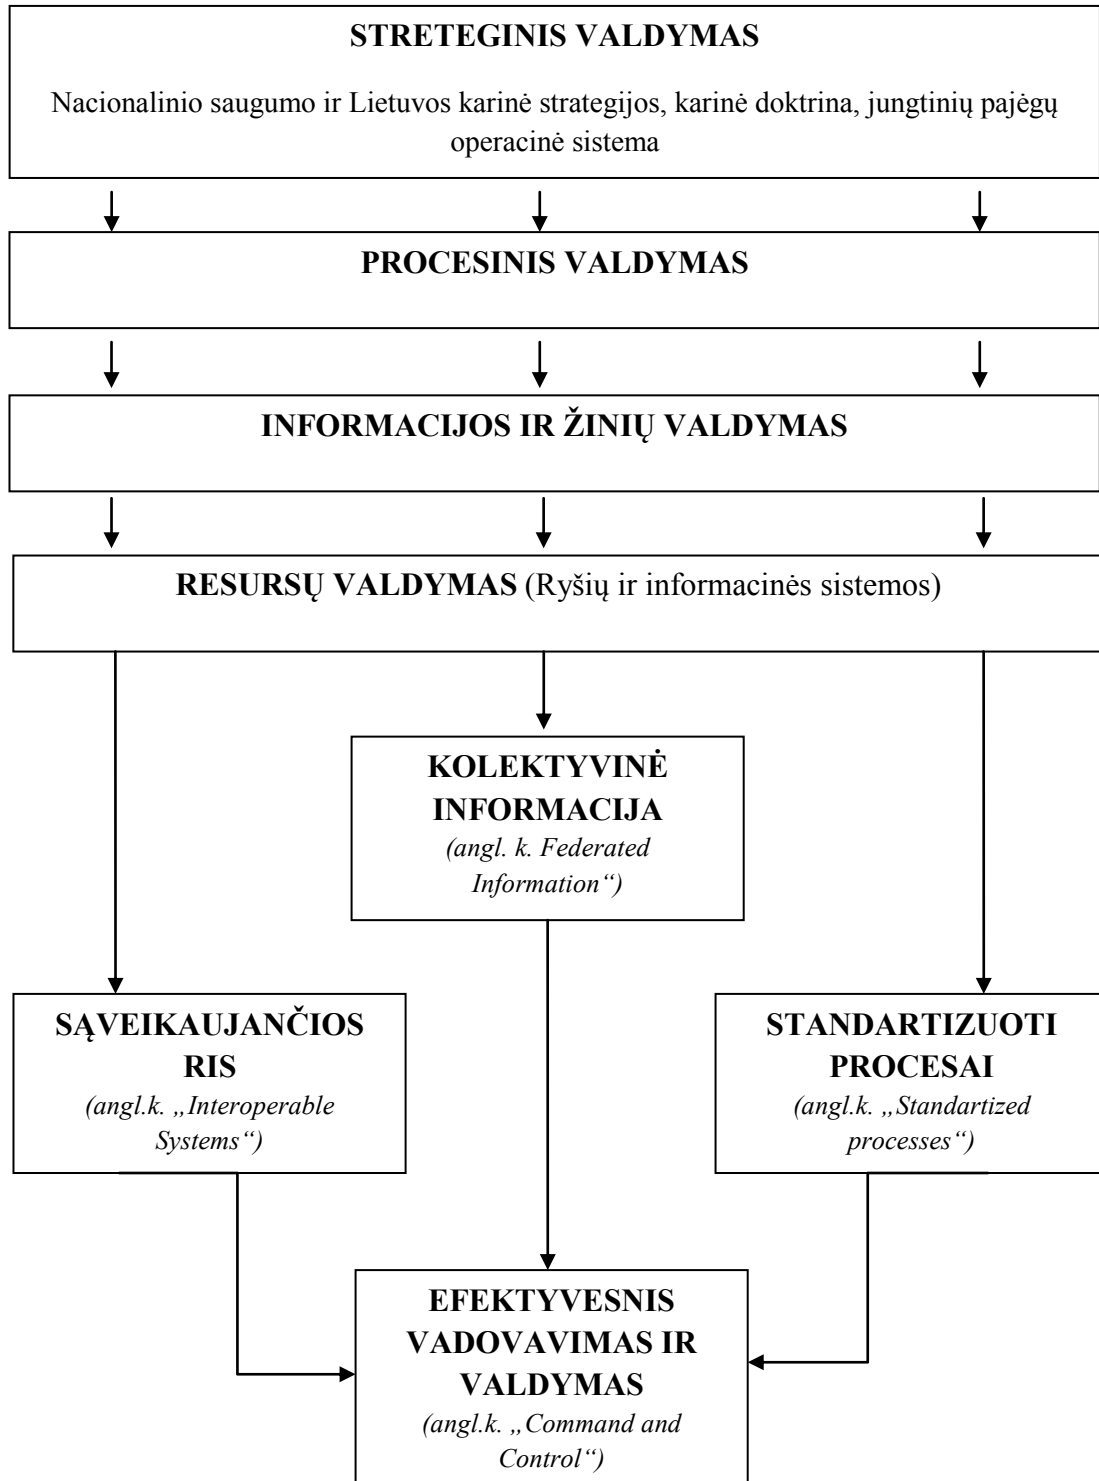 STRETEGINIS VALDYMAS
Nacionalinio saugumo ir Lietuvos karinė strategijos, karinė doktrina, jungtinių pajėgų
operacinė sistema
PROCESINIS VALDYMAS
INFORMACIJOS IR ŽINIŲ VALDYMAS
RESURSŲ VALDYMAS (Ryšių ir informacinės sistemos)
KOLEKTYVINĖ
INFORMACIJA
(angl. k. Federated
Information“)
SĄVEIKAUJANČIOS
RIS
(angl.k. „Interoperable
Systems“)
STANDARTIZUOTI
PROCESAI
(angl.k. „Standartized
processes“)
EFEKTYVESNIS
VADOVAVIMAS IR
VALDYMAS
(angl.k. „Command and
Control“)